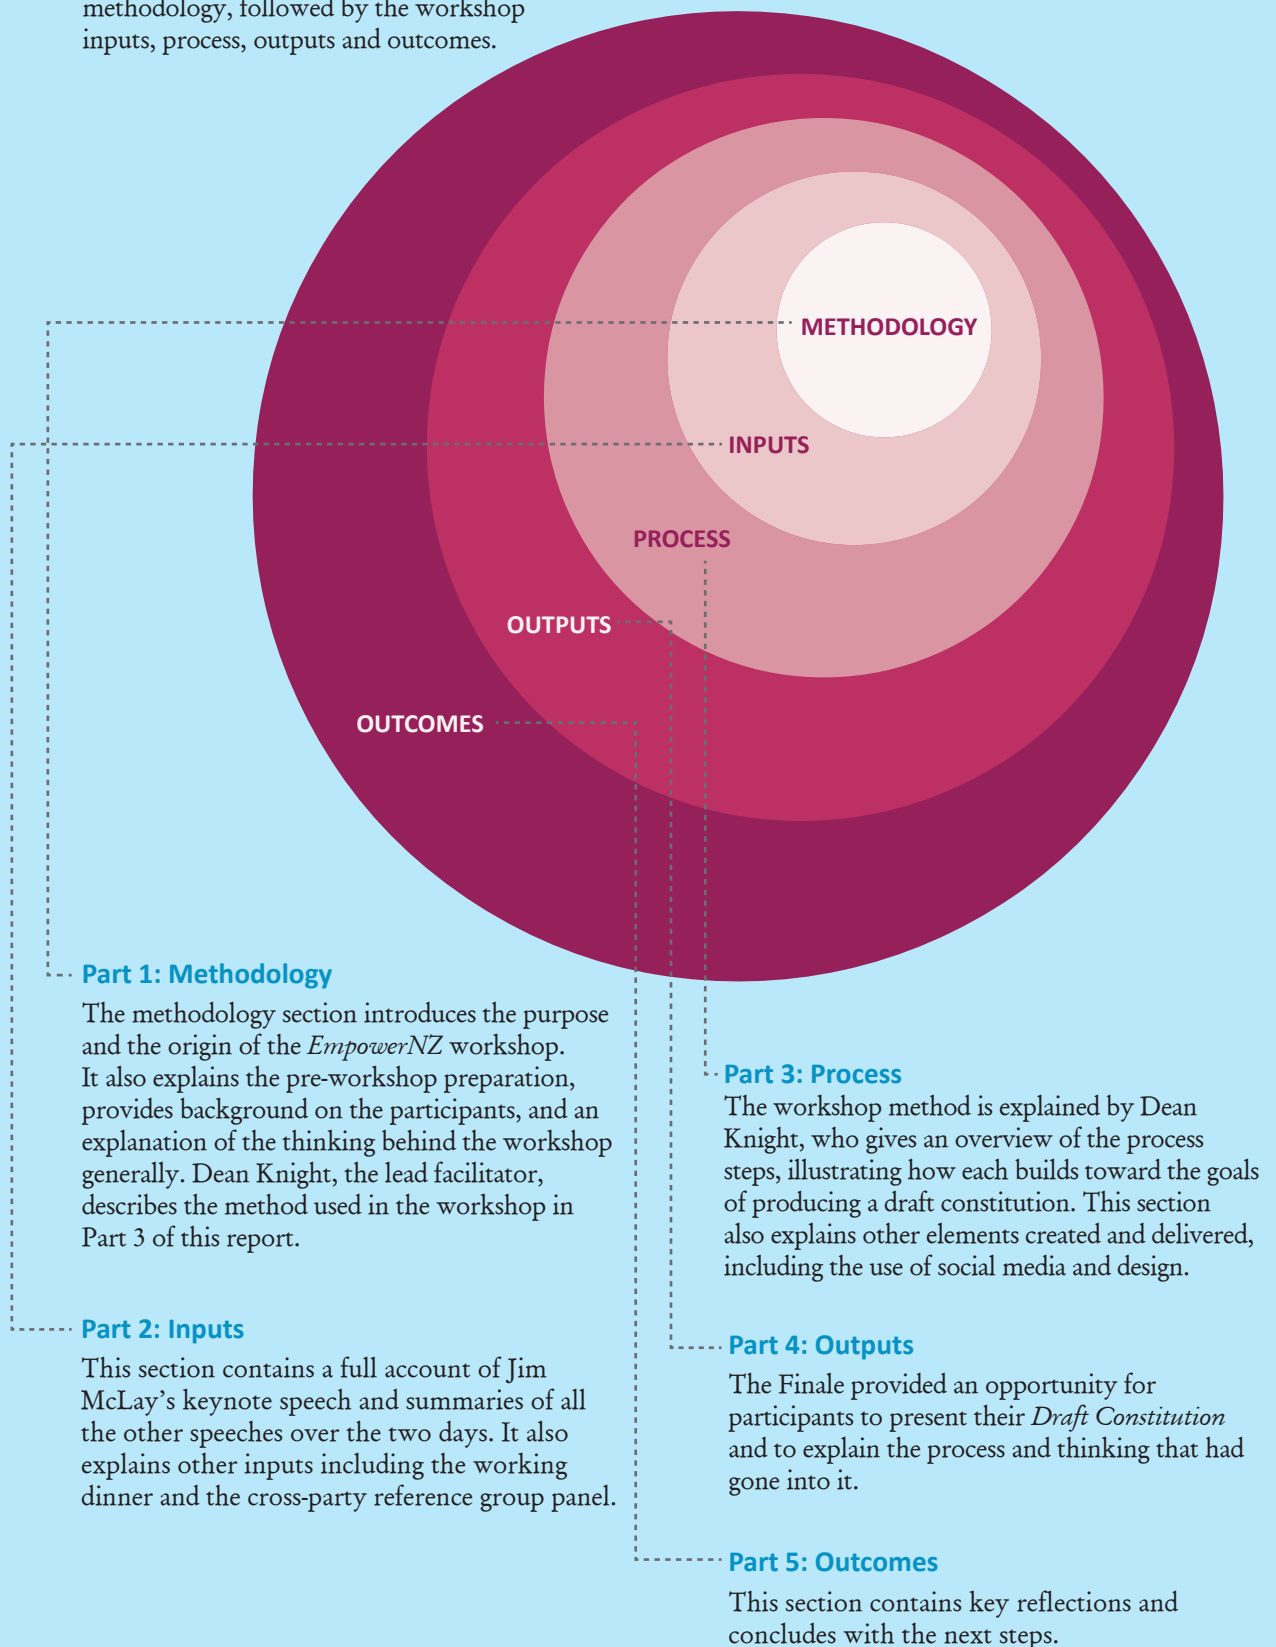 methodology, followed by the workshop
inputs, process, outputs and outcomes.
METHODOLOGY
INPUTS
PROCESS
OUTPUTS
OUTCOMES
Part 1: Methodology
The methodology section introduces the purpose
and the origin of the EmpowerNZ workshop.
It also explains the pre-workshop preparation,
provides background on the participants, and an
explanation of the thinking behind the workshop
generally. Dean Knight, the lead facilitator,
describes the method used in the workshop in
Part 3 of this report.
Part 2: Inputs
This section contains a full account of Jim
McLay’s keynote speech and summaries of all
the other speeches over the two days. It also
explains other inputs including the working
dinner and the cross-party reference group panel.
Part 3: Process
The workshop method is explained by Dean
Knight, who gives an overview of the process
steps, illustrating how each builds toward the goals
of producing a draft constitution. This section
also explains other elements created and delivered,
including the use of social media and design.
Part 4: Outputs
The Finale provided an opportunity for
participants to present their Draft Constitution
and to explain the process and thinking that had
gone into it.
Part 5: Outcomes
This section contains key reflections and
concludes with the next steps.